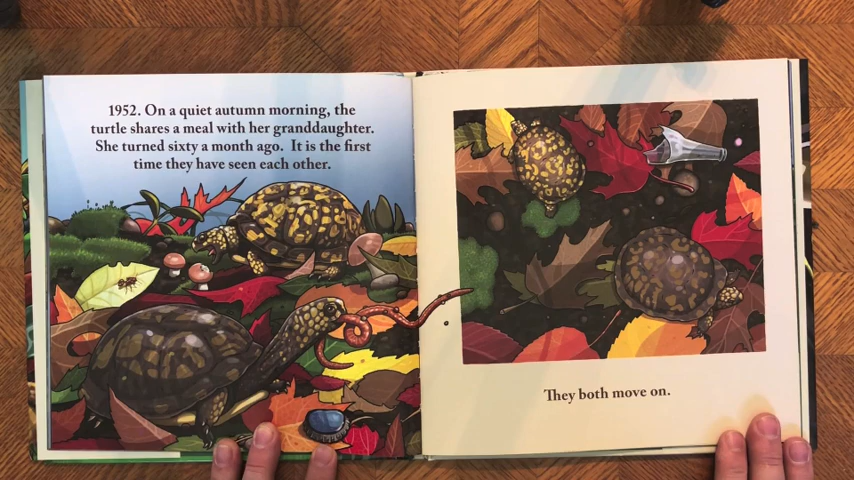 1952. On a quiet autumn morning, the
turtle shares a meal with her granddaughter.
She turned sixty a month ago.  It is the first
time they have seen each other.
They both move on.